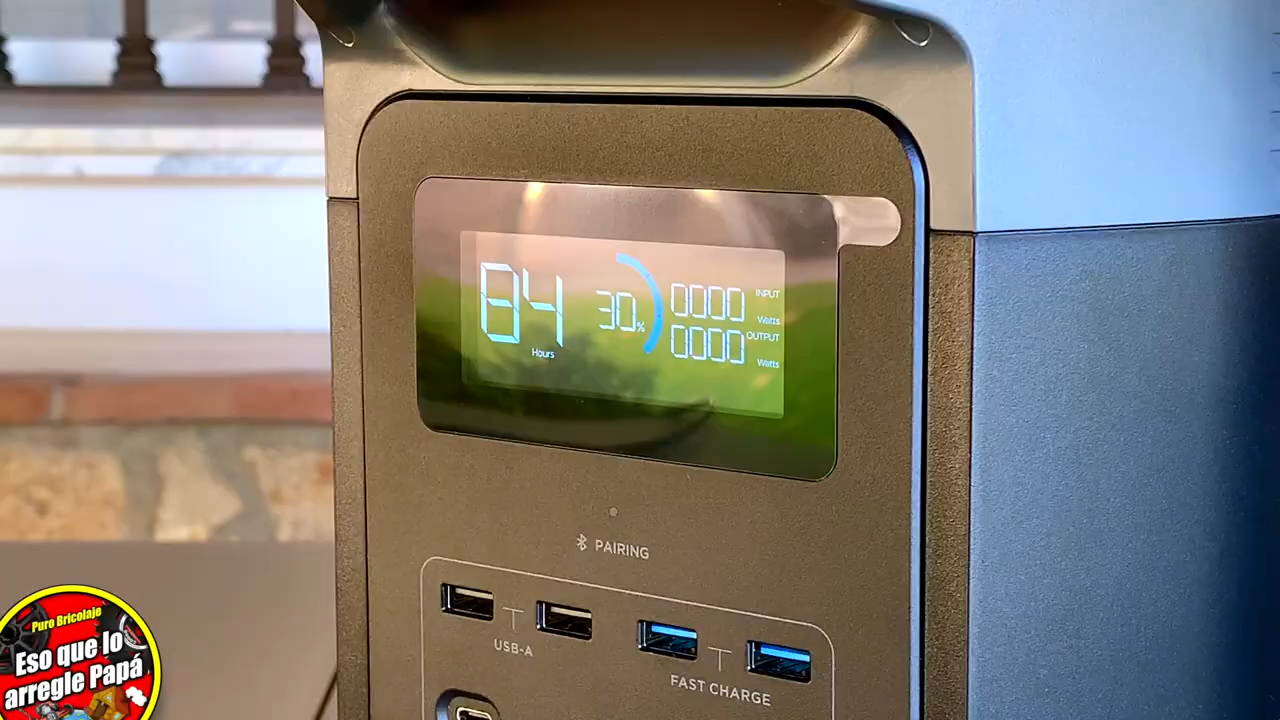 84
Hours
30%
0000
INPUT
Watts
0000
OUTPUT
Watts
PAIRING
USB-A
FAST CHARGE
Puro Bricolaje
Eso que lo
arregle Papá